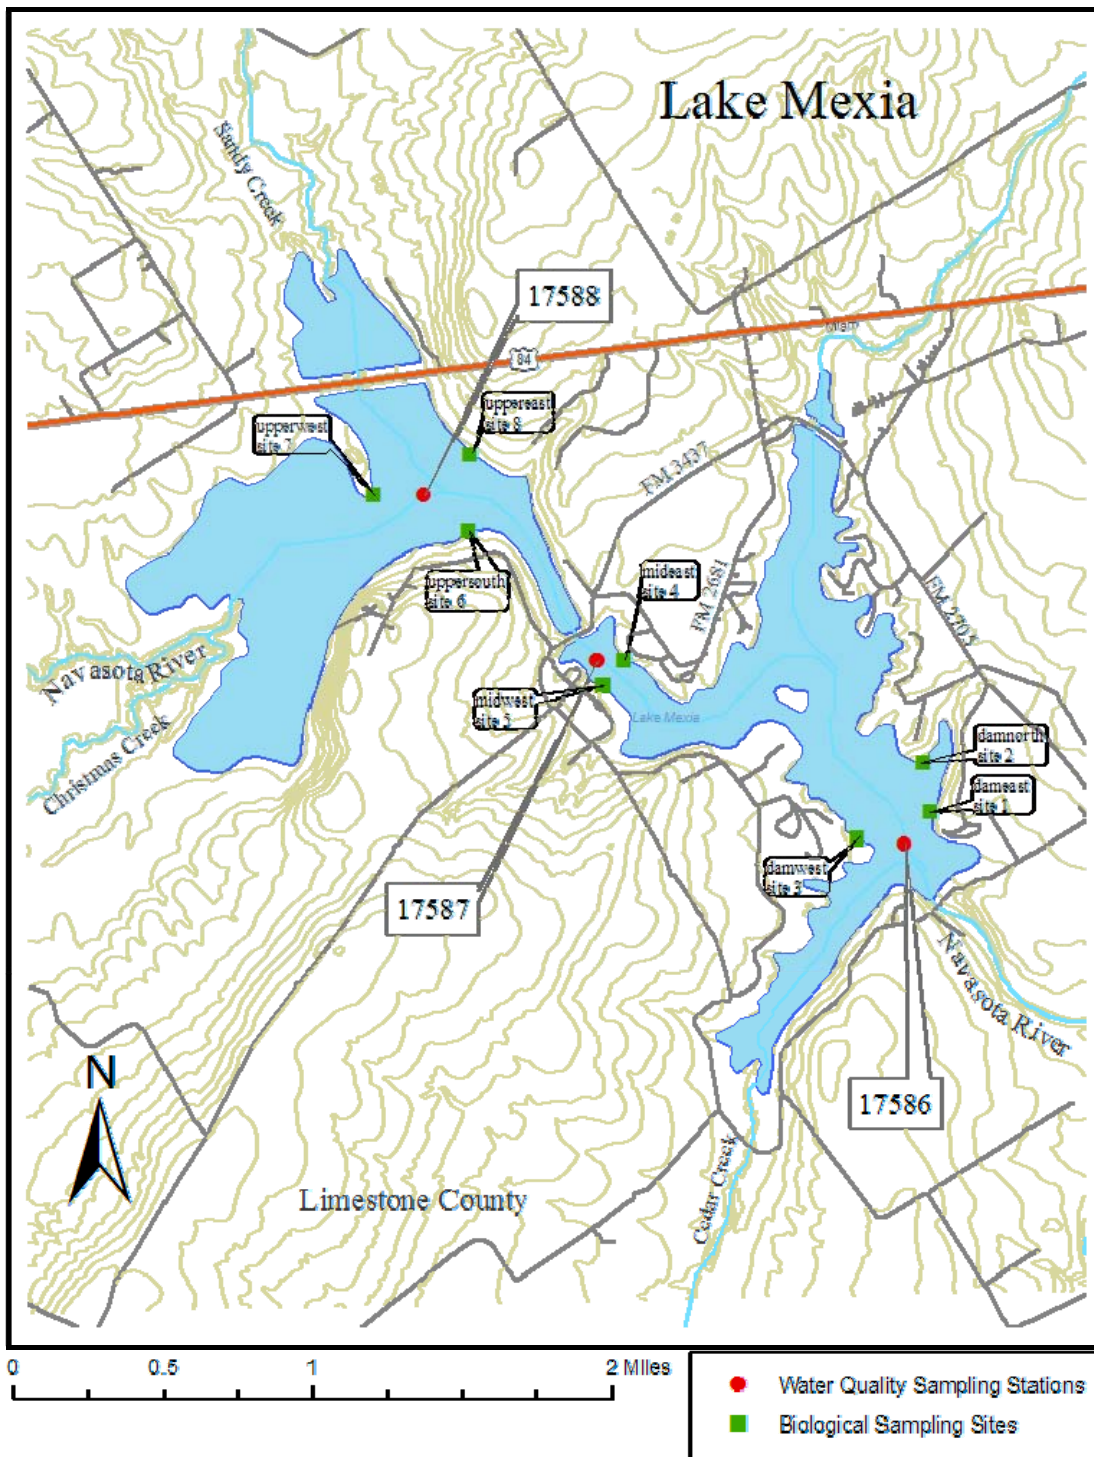 Lake Mexia
Sandy Creek
17588
Miami
84
uppereast
site 8
upperwest
site 7
FM 3437
uppersouth
site 6
mideast
site 4
FM 2681
FM 2705
Navasota River
Christmas Creek
midwest
site 5
Lake Mexia
damnorth
site 2
dameast
site 1
damwest
site 3
17587
Navasota River
N
17586
Cedar Creek
Limestone County
0 0.5 1 2 Miles
Water Quality Sampling Stations
Biological Sampling Sites